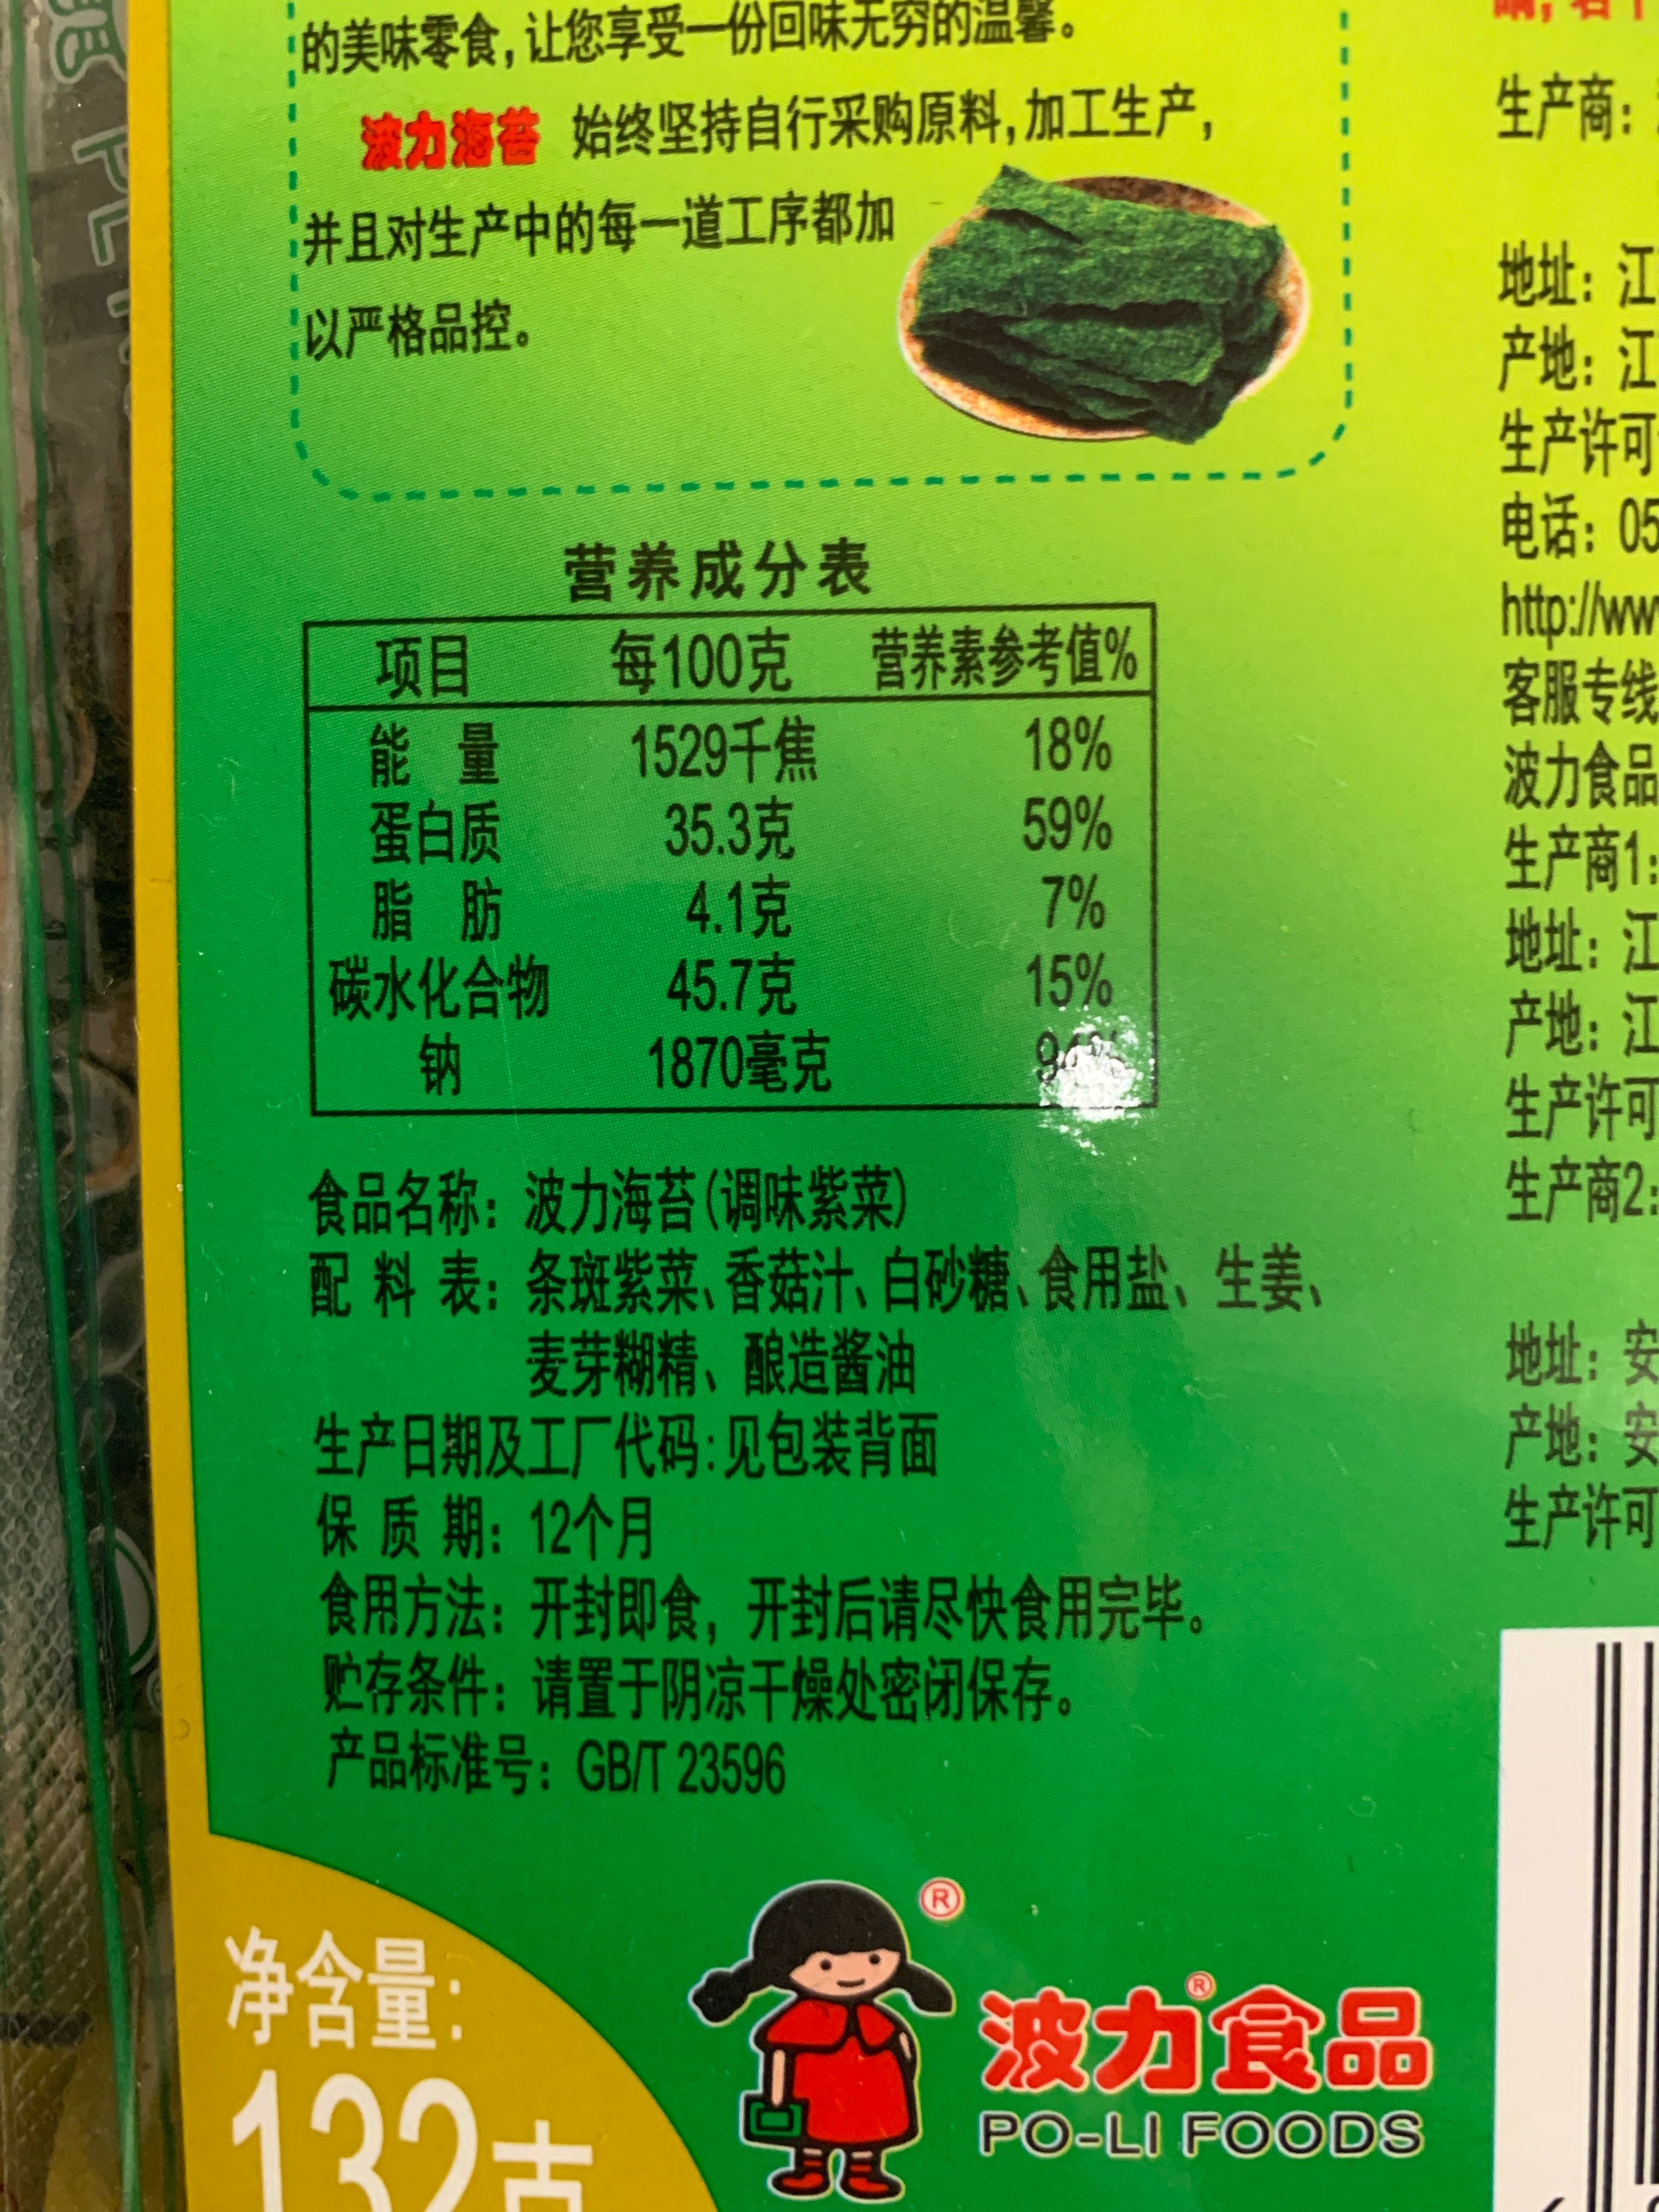 的美味零食，让您享受一份回味无穷的温馨。
波力海苔 始终坚持自行采购原料，加工生产，
并且对生产中的每一道工序都加
以严格品控。
营养成分表
项目 每100克 营养素参考值%
能 量 1529千焦 18%
蛋白质 35.3克 59%
脂 肪 4.1克 7%
碳水化合物 45.7克 15%
钠 1870毫克
食品名称：波力海苔（调味紫菜）
配 料 表：条斑紫菜、香菇汁、白砂糖、食用盐、生姜、
麦芽糊精、酿造酱油
生产日期及工厂代码：见包装背面
保 质 期：12个月
食用方法：开封即食，开封后请尽快食用完毕。
贮存条件：请置于阴凉干燥处密闭保存。
产品标准号：GB/T 23596
净含量：
132克
®
波力®食品
PO-LI FOODS
生产商：
地址：江
产地：江
生产许可
电话：05
http://ww
客服专线
波力食品
生产商1：
地址：江
产地：江
生产许可
生产商2：
地址：安
产地：安
生产许可